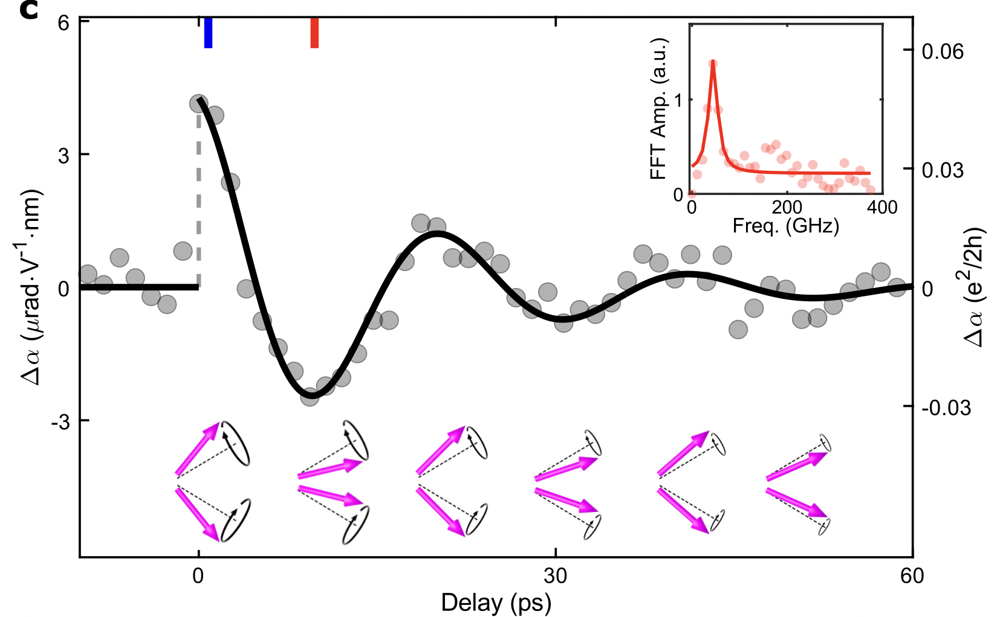 c
6
3
0
-3
Δα (μrad·V⁻¹·nm)
0
30
60
Delay (ps)
0.06
0.03
0
-0.03
Δα (e²/2h)
1
0
FFT Amp. (a.u.)
0
200
400
Freq. (GHz)